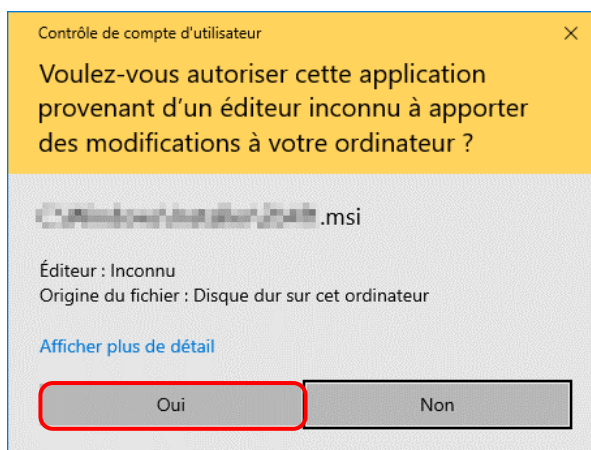 Contrôle de compte d'utilisateur
Voulez-vous autoriser cette application
provenant d’un éditeur inconnu à apporter
des modifications à votre ordinateur ?
.msi
Éditeur : Inconnu
Origine du fichier : Disque dur sur cet ordinateur
Afficher plus de détail
Oui
Non